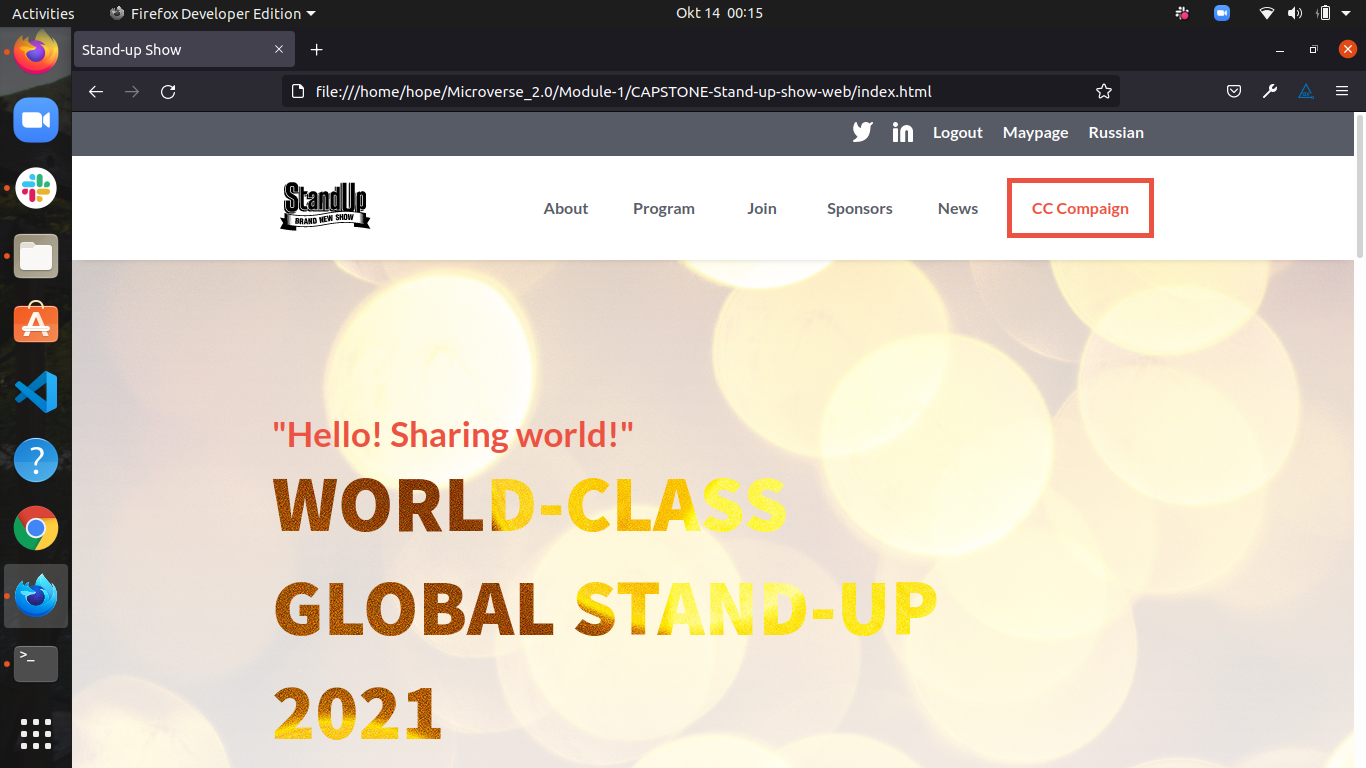 Activities Firefox Developer Edition Okt 14 00:15
Stand-up Show
file:///home/hope/Microverse_2.0/Module-1/CAPSTONE-Stand-up-show-web/index.html
Logout Maypage Russian
StandUp
BRAND NEW SHOW
About Program Join Sponsors News CC Compaign
"Hello! Sharing world!"
WORLD-CLASS
GLOBAL STAND-UP
2021